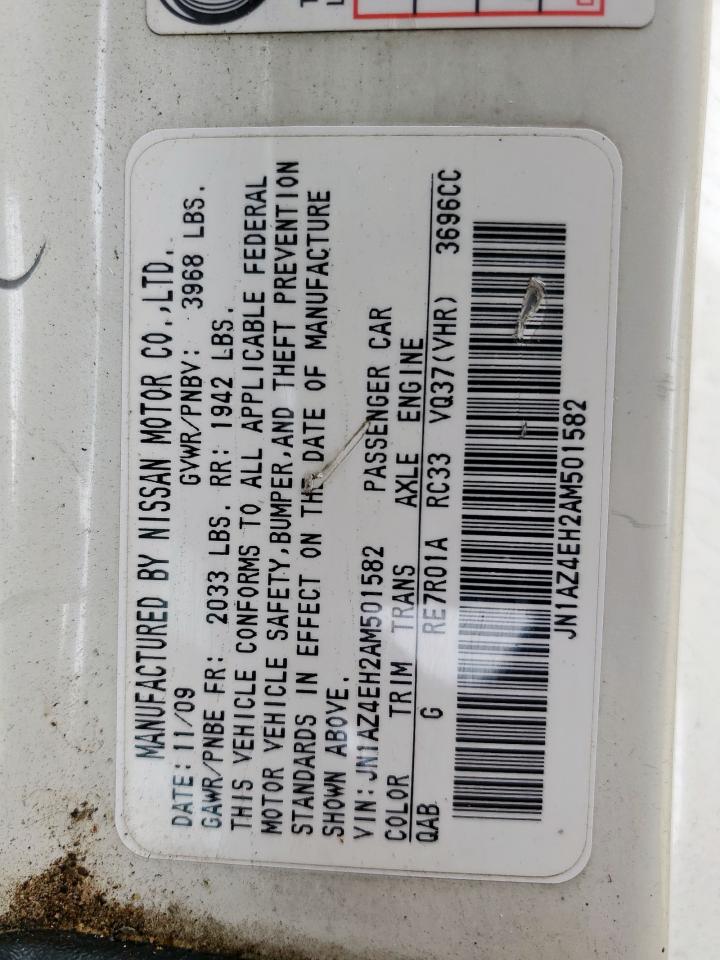 MANUFACTURED BY NISSAN MOTOR CO.,LTD.
DATE: 11/09 GVWR/PNBV: 3968 LBS.
GAWR/PNBE FR: 2033 LBS. RR: 1942 LBS.
THIS VEHICLE CONFORMS TO ALL APPLICABLE FEDERAL
MOTOR VEHICLE SAFETY,BUMPER,AND THEFT PREVENTION
STANDARDS IN EFFECT ON THE DATE OF MANUFACTURE
SHOWN ABOVE.
VIN:JN1AZ4EH2AM501582 PASSENGER CAR
COLOR TRIM TRANS AXLE ENGINE
QAB G RE7R01A RC33 VQ37(VHR) 3696CC
JN1AZ4EH2AM501582